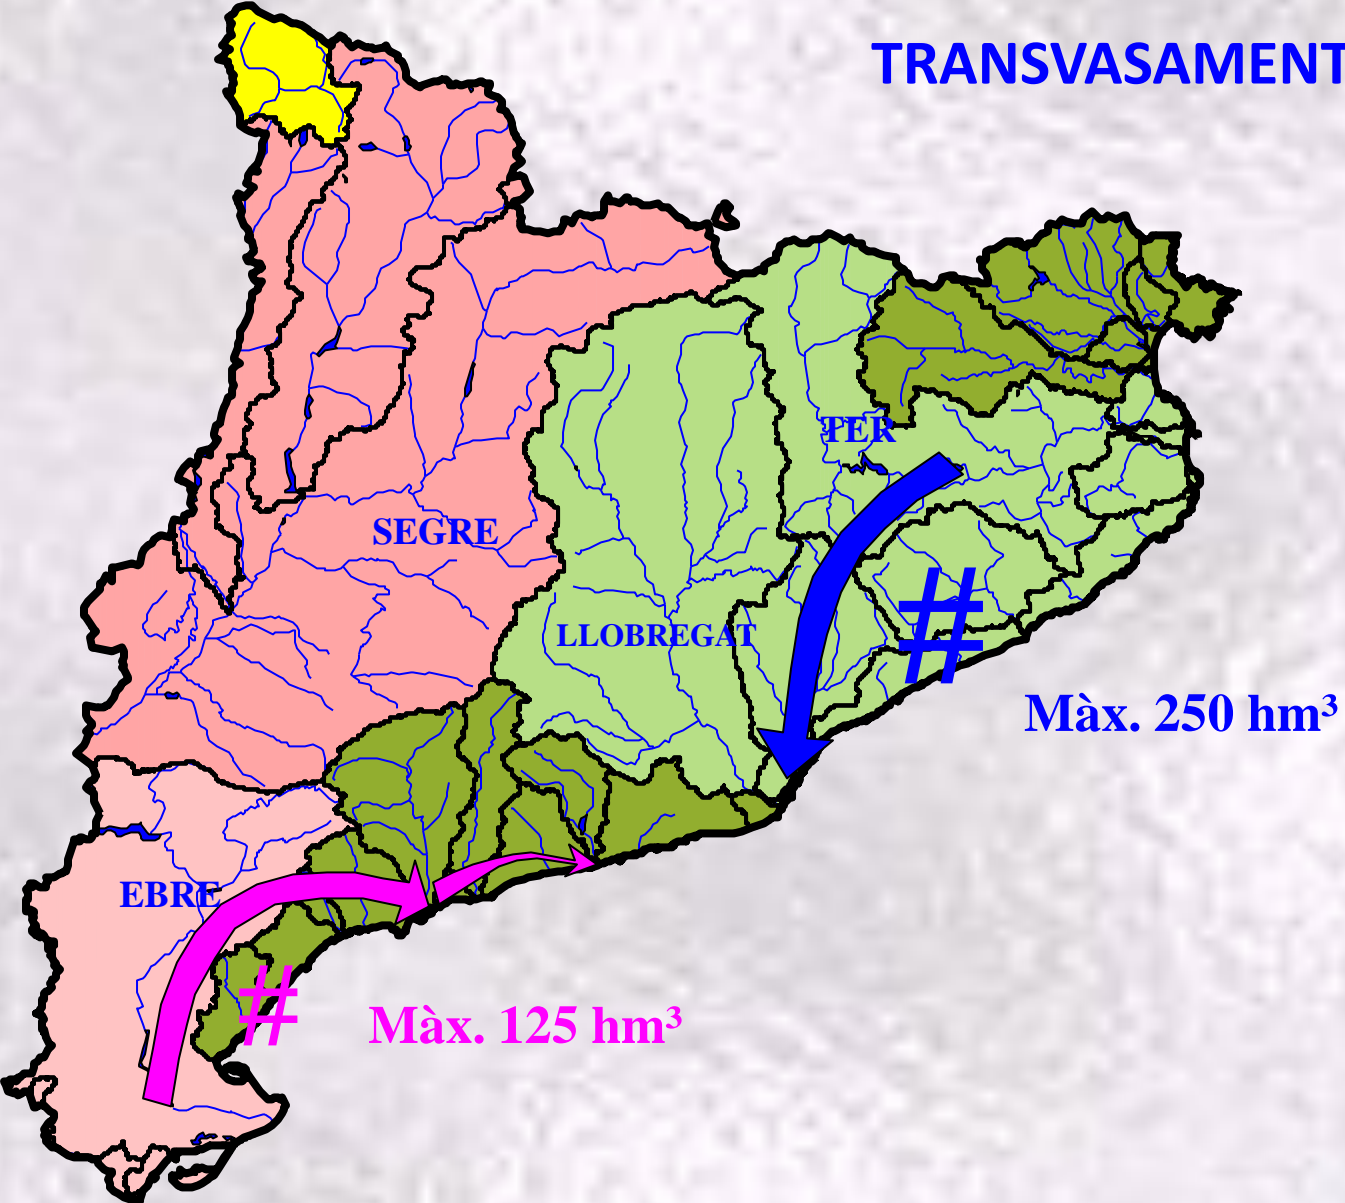 TRANSVASAMENT
TER
SEGRE
LLOBREGAT
#
Màx. 250 hm³
EBRE
#
Màx. 125 hm³